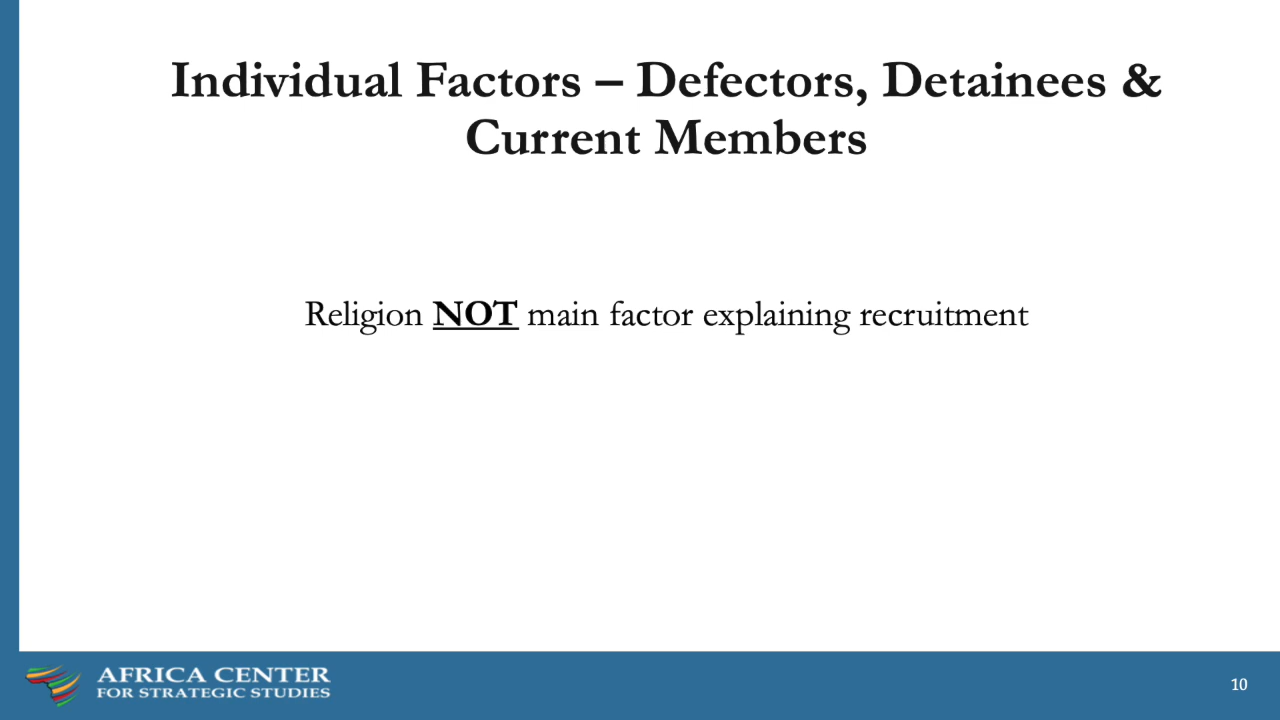 Individual Factors – Defectors, Detainees &
Current Members
Religion NOT main factor explaining recruitment
AFRICA CENTER
FOR STRATEGIC STUDIES
10